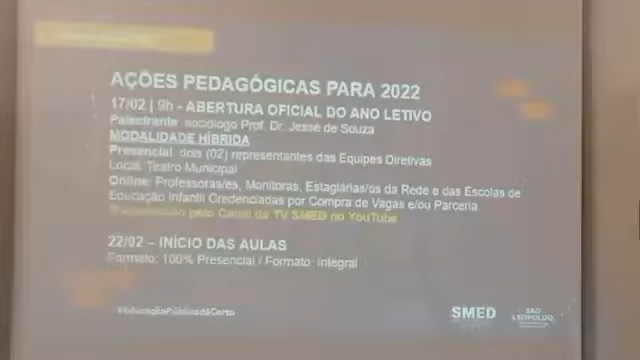 AÇÕES PEDAGÓGICAS PARA 2022
17/02 | 9h - ABERTURA OFICIAL DO ANO LETIVO
Palestrante: sociólogo Prof. Dr. Jessé de Souza
MODALIDADE HÍBRIDA
Presencial: dois (02) representantes das Equipes Diretivas
Local: Teatro Municipal
Online: Professoras/es, Monitoras, Estagiárias/os da Rede e das Escolas de
Educação Infantil Credenciadas por Compra de Vagas e/ou Parceria
Transmissão pelo Canal da TV SMED no YouTube
22/02 – INÍCIO DAS AULAS
Formato: 100% Presencial / Formato: Integral
#EducaçãoPúblicadáCerto
SMED
SÃO
LEOPOLDO